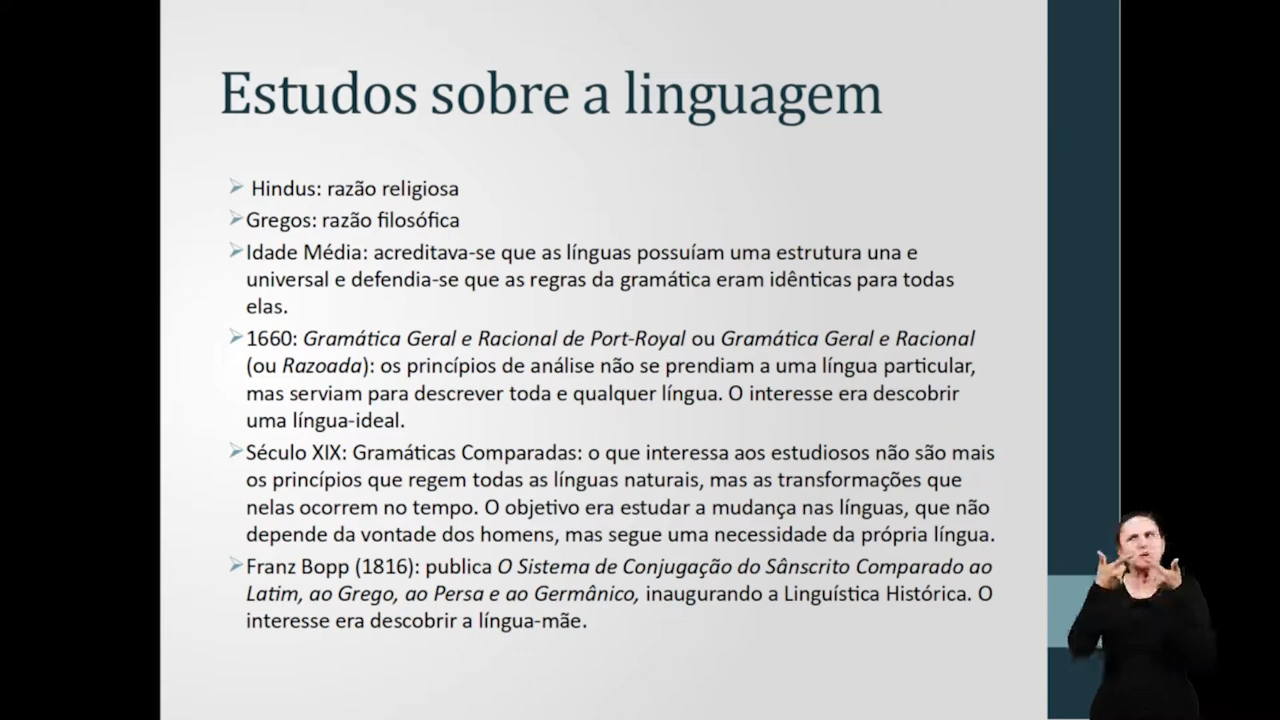 Estudos sobre a linguagem
Hindus: razão religiosa
Gregos: razão filosófica
Idade Média: acreditava-se que as línguas possuíam uma estrutura una e
universal e defendia-se que as regras da gramática eram idênticas para todas
elas.
1660: Gramática Geral e Racional de Port-Royal ou Gramática Geral e Racional
(ou Razoada): os princípios de análise não se prendiam a uma língua particular,
mas serviam para descrever toda e qualquer língua. O interesse era descobrir
uma língua-ideal.
Século XIX: Gramáticas Comparadas: o que interessa aos estudiosos não são mais
os princípios que regem todas as línguas naturais, mas as transformações que
nelas ocorrem no tempo. O objetivo era estudar a mudança nas línguas, que não
depende da vontade dos homens, mas segue uma necessidade da própria língua.
Franz Bopp (1816): publica O Sistema de Conjugação do Sânscrito Comparado ao
Latim, ao Grego, ao Persa e ao Germânico, inaugurando a Linguística Histórica. O
interesse era descobrir a língua-mãe.